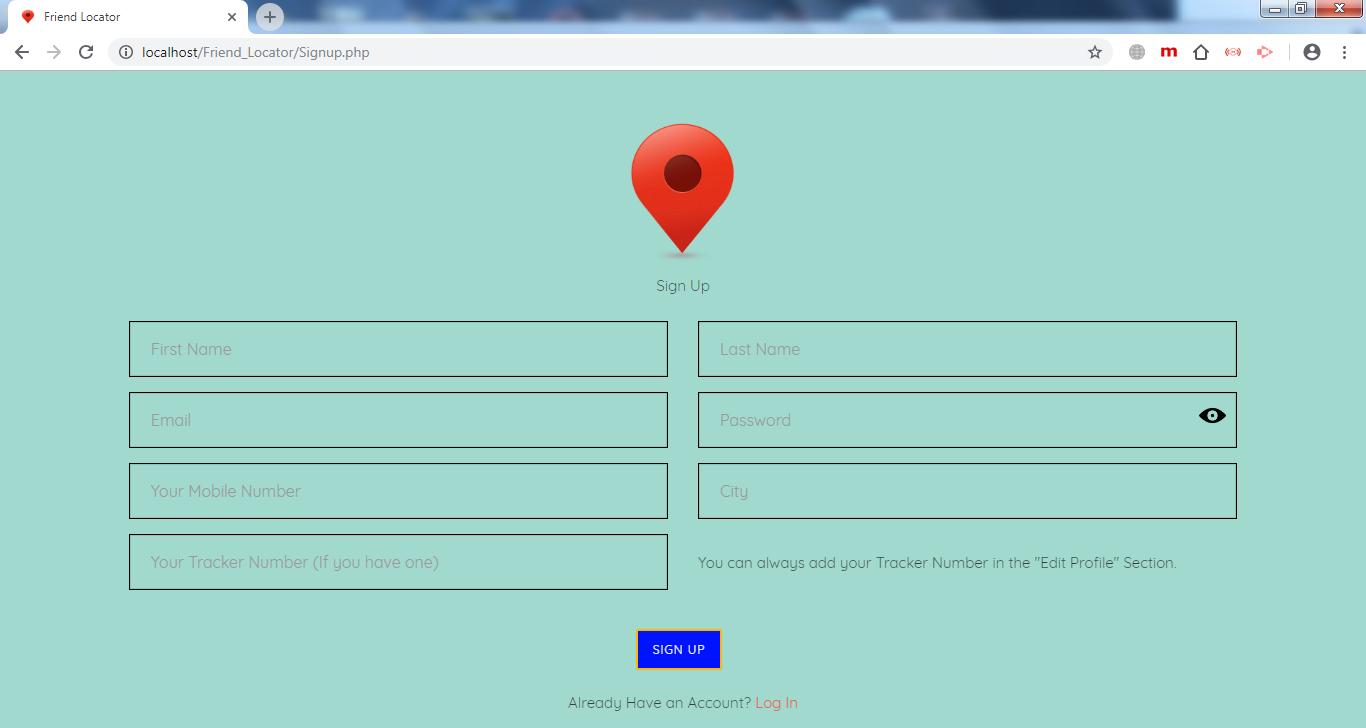 Friend Locator
localhost/Friend_Locator/Signup.php
m
Sign Up
First Name
Last Name
Email
Password
Your Mobile Number
City
Your Tracker Number (If you have one)
You can always add your Tracker Number in the "Edit Profile" Section.
SIGN UP
Already Have an Account? Log In